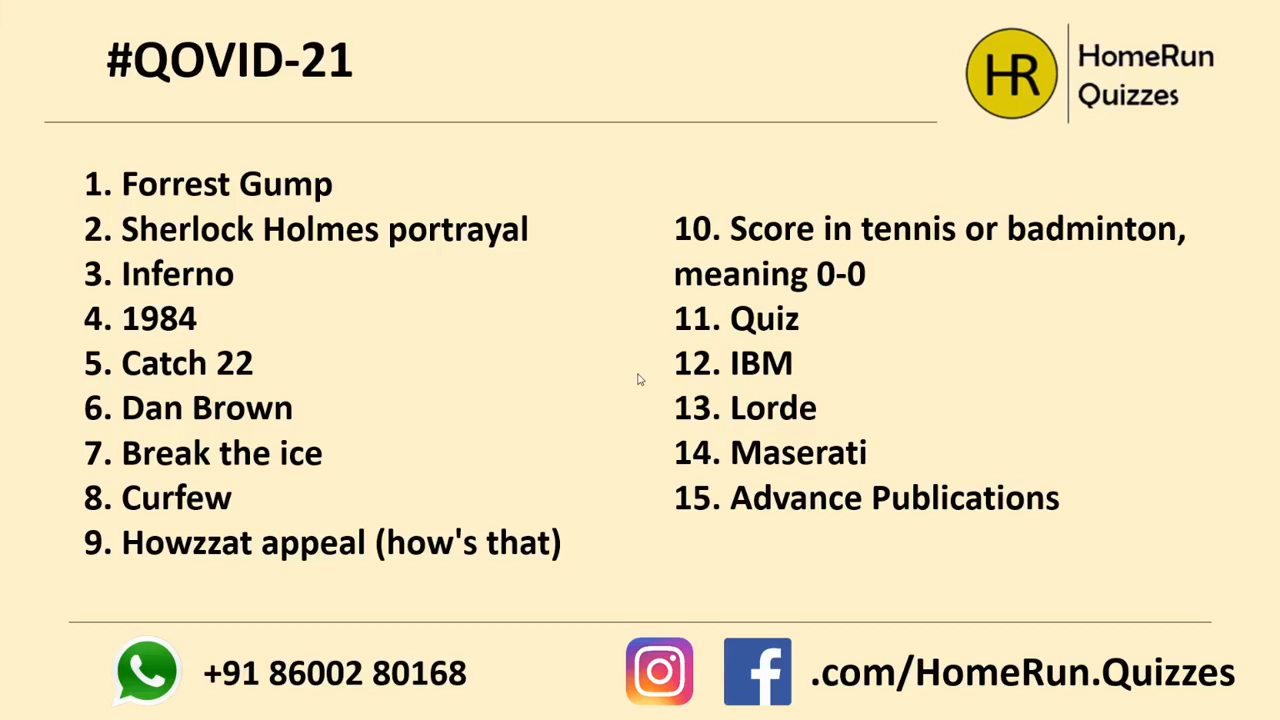 #QOVID-21
HR
HomeRun
Quizzes
1. Forrest Gump
2. Sherlock Holmes portrayal
3. Inferno
4. 1984
5. Catch 22
6. Dan Brown
7. Break the ice
8. Curfew
9. Howzzat appeal (how's that)
10. Score in tennis or badminton,
meaning 0-0
11. Quiz
12. IBM
13. Lorde
14. Maserati
15. Advance Publications
+91 86002 80168
.com/HomeRun.Quizzes